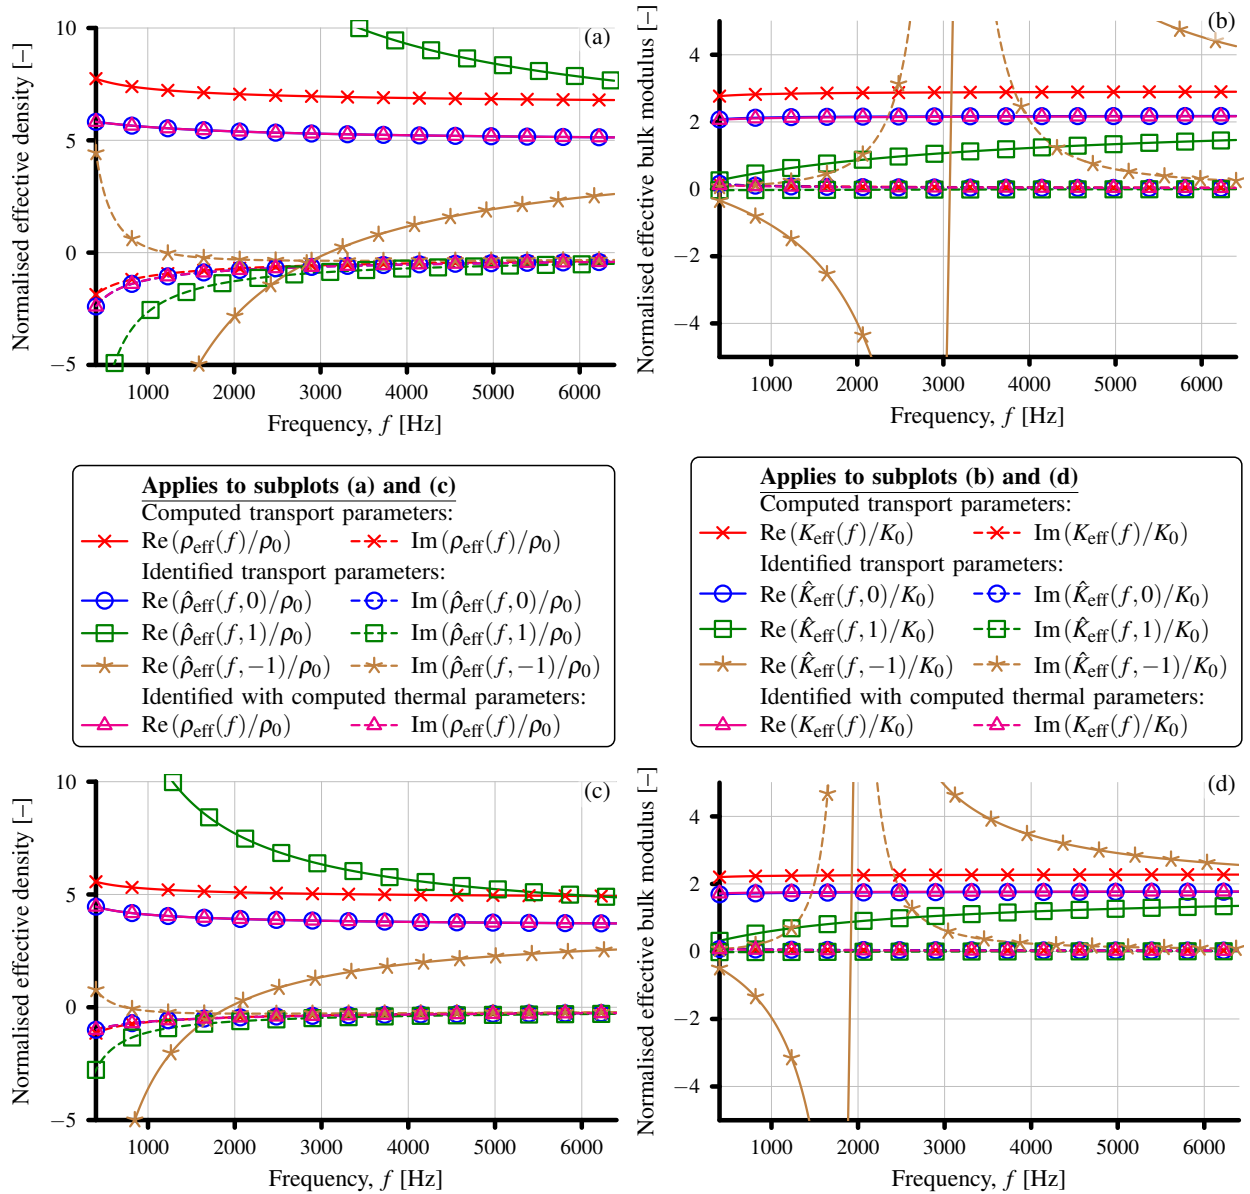 (a)
Normalised effective density [−]
10
5
0
−5
1000 2000 3000 4000 5000 6000
Frequency, f [Hz]
(b)
Normalised effective bulk modulus [−]
4
2
0
−2
−4
1000 2000 3000 4000 5000 6000
Frequency, f [Hz]
Applies to subplots (a) and (c)
Computed transport parameters:
Re(ρeff(f)/ρ0) Im(ρeff(f)/ρ0)
Identified transport parameters:
Re(ρ̂eff(f,0)/ρ0) Im(ρ̂eff(f,0)/ρ0)
Re(ρ̂eff(f,1)/ρ0) Im(ρ̂eff(f,1)/ρ0)
Re(ρ̂eff(f,−1)/ρ0) Im(ρ̂eff(f,−1)/ρ0)
Identified with computed thermal parameters:
Re(ρeff(f)/ρ0) Im(ρeff(f)/ρ0)
Applies to subplots (b) and (d)
Computed transport parameters:
Re(Keff(f)/K0) Im(Keff(f)/K0)
Identified transport parameters:
Re(K̂eff(f,0)/K0) Im(K̂eff(f,0)/K0)
Re(K̂eff(f,1)/K0) Im(K̂eff(f,1)/K0)
Re(K̂eff(f,−1)/K0) Im(K̂eff(f,−1)/K0)
Identified with computed thermal parameters:
Re(Keff(f)/K0) Im(Keff(f)/K0)
(c)
Normalised effective density [−]
10
5
0
−5
1000 2000 3000 4000 5000 6000
Frequency, f [Hz]
(d)
Normalised effective bulk modulus [−]
4
2
0
−2
−4
1000 2000 3000 4000 5000 6000
Frequency, f [Hz]